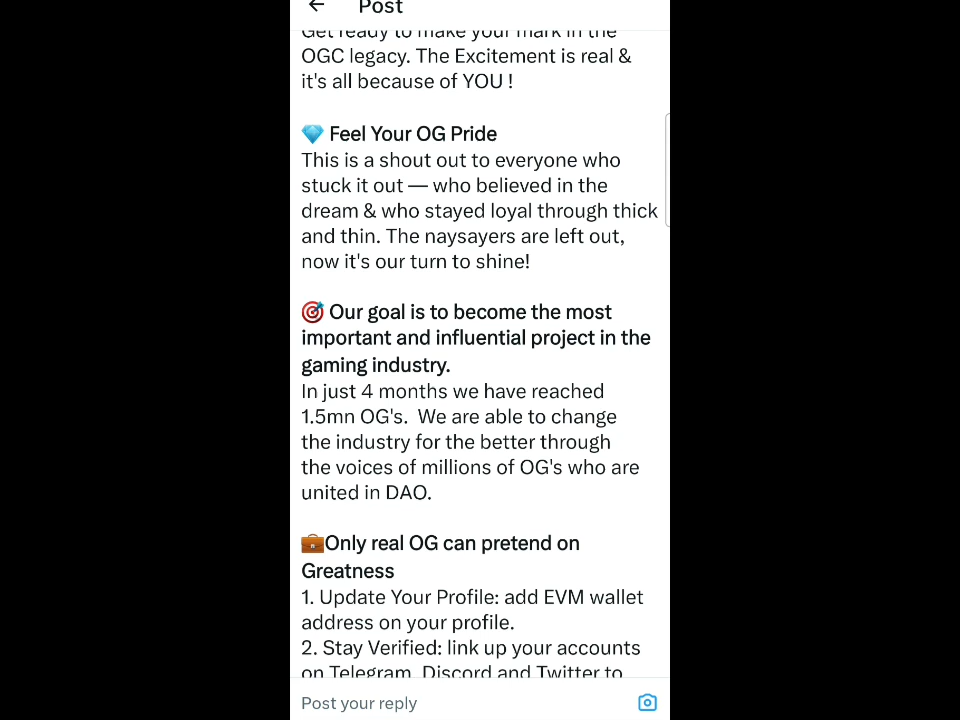 Post
Get ready to make your mark in the
OGC legacy. The Excitement is real &
it's all because of YOU !
Feel Your OG Pride
This is a shout out to everyone who
stuck it out — who believed in the
dream & who stayed loyal through thick
and thin. The naysayers are left out,
now it's our turn to shine!
Our goal is to become the most
important and influential project in the
gaming industry.
In just 4 months we have reached
1.5mn OG's.  We are able to change
the industry for the better through
the voices of millions of OG's who are
united in DAO.
Only real OG can pretend on
Greatness
1. Update Your Profile: add EVM wallet
address on your profile.
2. Stay Verified: link up your accounts
on Telegram, Discord and Twitter to
Post your reply